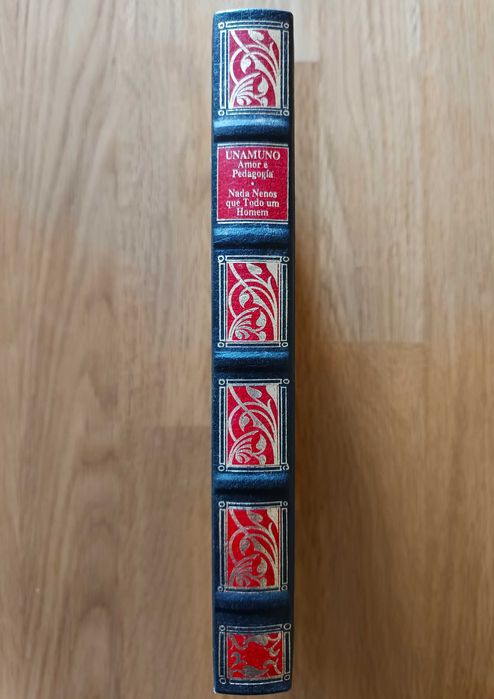 UNAMUNO
Amor e
Pedagogia
•
Nada Nenos
que Todo um
Homem